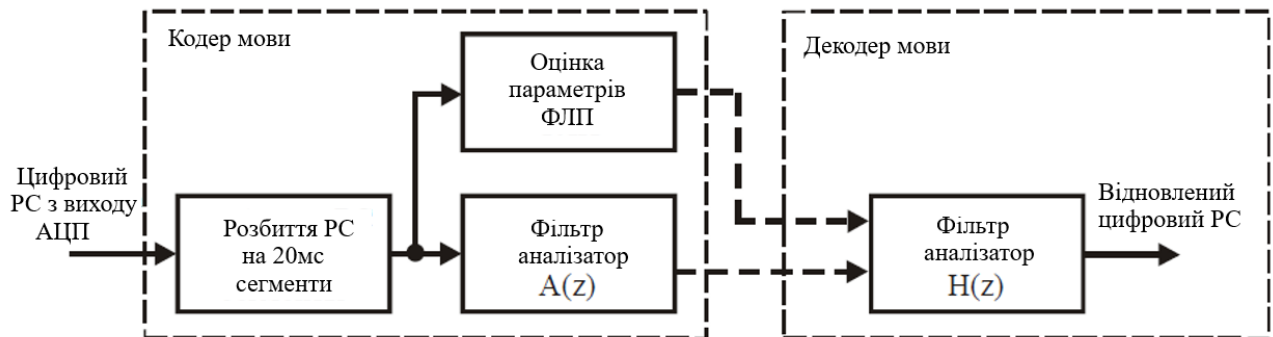 Кодер мови
Оцінка
параметрів
ФЛП
Декодер мови
Цифровий
РС з виходу
АЦП
Розбиття РС
на 20мс
сегменти
Фільтр
аналізатор
A(z)
Фільтр
аналізатор
H(z)
Відновлений
цифровий РС